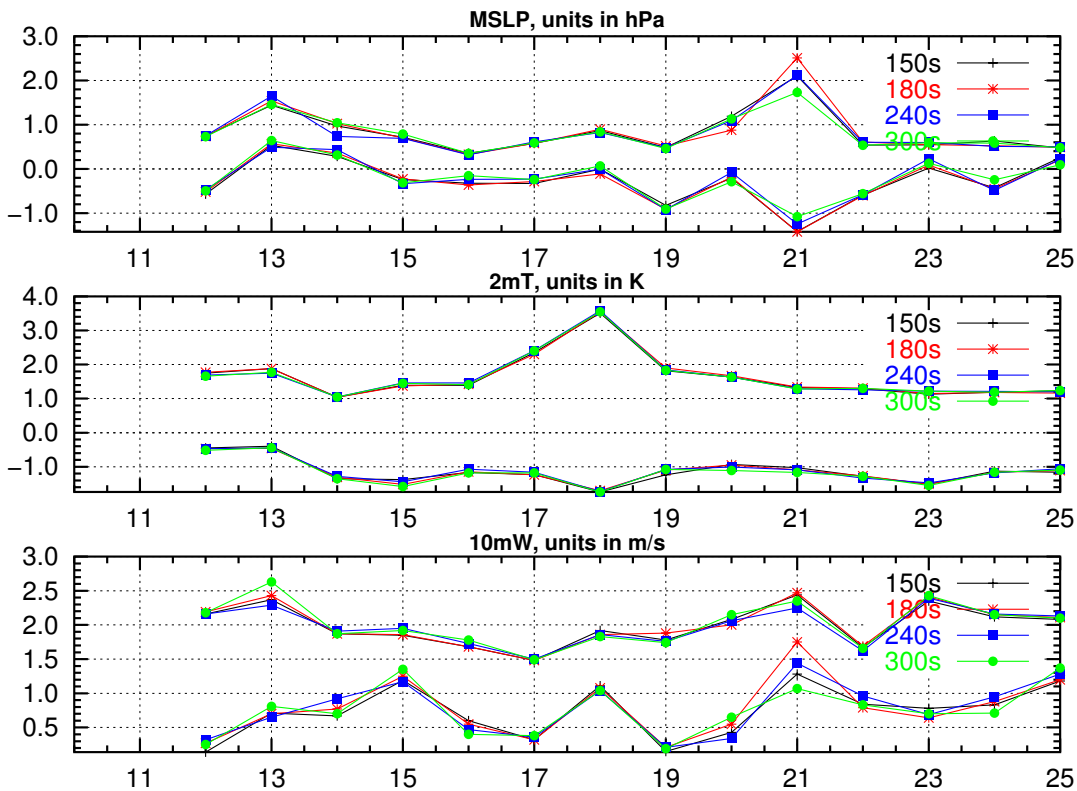 MSLP, units in hPa
3.0
2.0
1.0
0.0
−1.0
150s
180s
240s
300s
11 13 15 17 19 21 23 25
2mT, units in K
4.0
3.0
2.0
1.0
0.0
−1.0
150s
180s
240s
300s
11 13 15 17 19 21 23 25
10mW, units in m/s
3.0
2.5
2.0
1.5
1.0
0.5
150s
180s
240s
300s
11 13 15 17 19 21 23 25